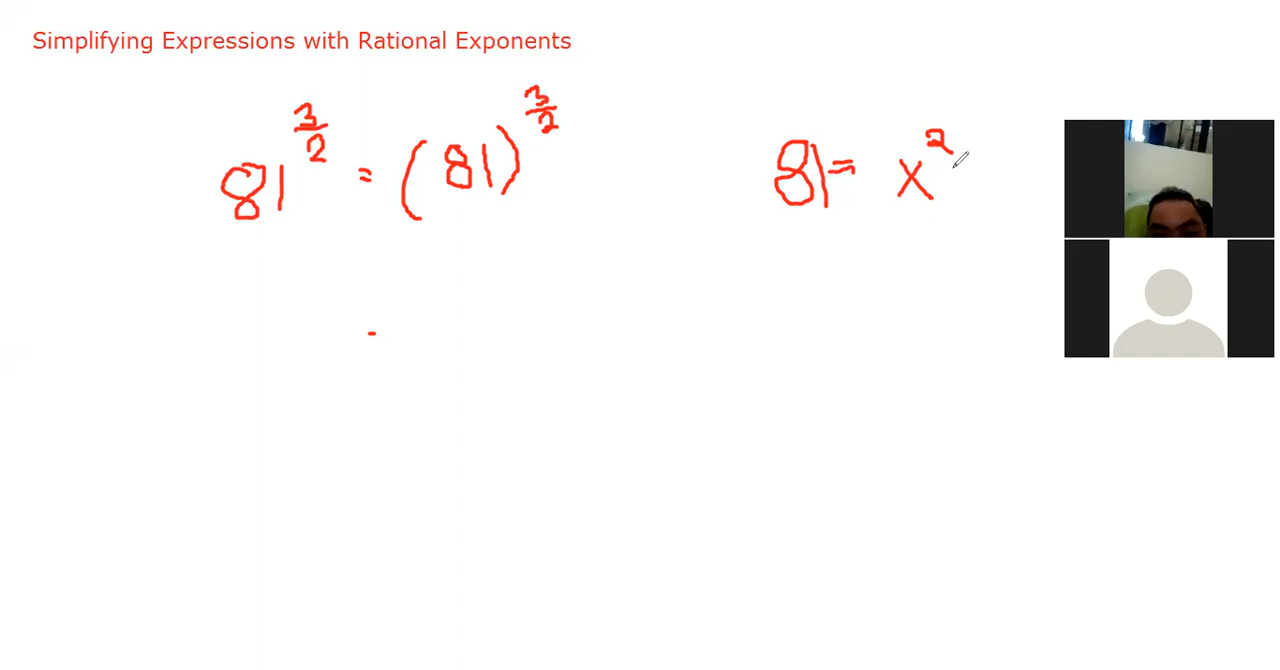 Simplifying Expressions with Rational Exponents
81^{3/2} = (81)^{3/2}
81 = x^2